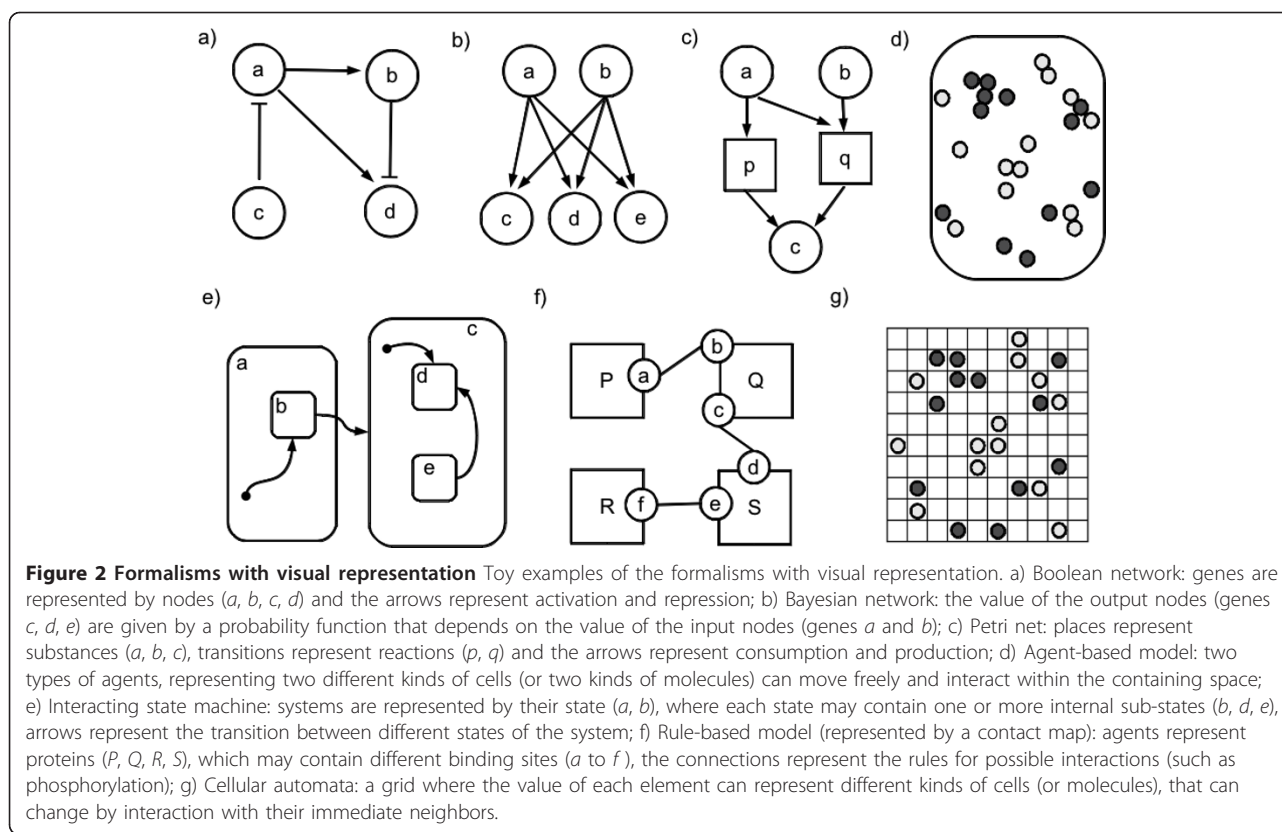 a)
a
b
c
d
b)
a
b
c
d
e
c)
a
b
p
q
c
d)
e)
a
b
c
d
e
f)
P
a
b
Q
c
d
R
f
e
S
g)
Figure 2 Formalisms with visual representation Toy examples of the formalisms with visual representation. a) Boolean network: genes are
represented by nodes (a, b, c, d) and the arrows represent activation and repression; b) Bayesian network: the value of the output nodes (genes
c, d, e) are given by a probability function that depends on the value of the input nodes (genes a and b); c) Petri net: places represent
substances (a, b, c), transitions represent reactions (p, q) and the arrows represent consumption and production; d) Agent-based model: two
types of agents, representing two different kinds of cells (or two kinds of molecules) can move freely and interact within the containing space;
e) Interacting state machine: systems are represented by their state (a, b), where each state may contain one or more internal sub-states (b, d, e),
arrows represent the transition between different states of the system; f) Rule-based model (represented by a contact map): agents represent
proteins (P, Q, R, S), which may contain different binding sites (a to f ), the connections represent the rules for possible interactions (such as
phosphorylation); g) Cellular automata: a grid where the value of each element can represent different kinds of cells (or molecules), that can
change by interaction with their immediate neighbors.